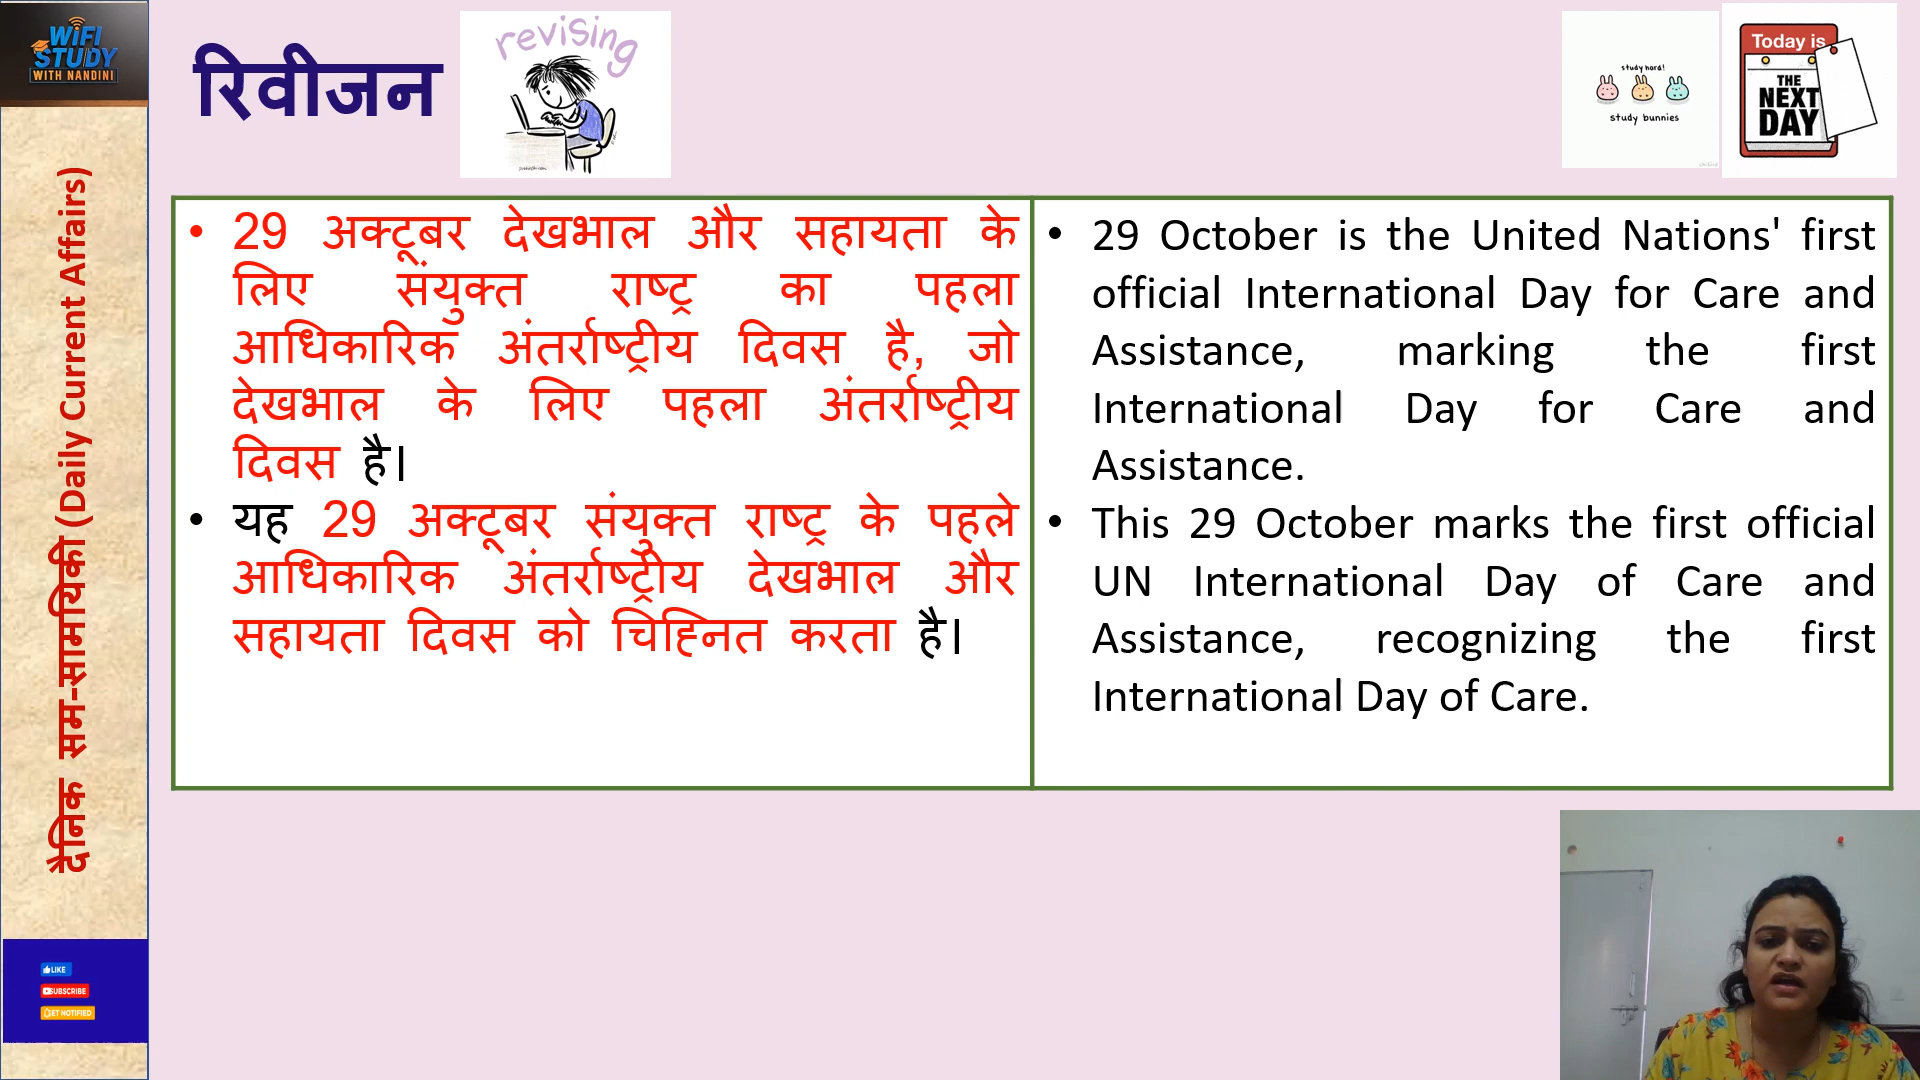 WiFi
STUDY
WITH NANDINI
रिवीजन
revising
study hard!
study bunnies
Today is
THE
NEXT
DAY
दैनिक सम-सामयिकी (Daily Current Affairs)
• 29 अक्टूबर देखभाल और सहायता के
लिए संयुक्त राष्ट्र का पहला
आधिकारिक अंतर्राष्ट्रीय दिवस है, जो
देखभाल के लिए पहला अंतर्राष्ट्रीय
दिवस है।
• यह 29 अक्टूबर संयुक्त राष्ट्र के पहले
आधिकारिक अंतर्राष्ट्रीय देखभाल और
सहायता दिवस को चिह्नित करता है।
• 29 October is the United Nations' first
official International Day for Care and
Assistance, marking the first
International Day for Care and
Assistance.
• This 29 October marks the first official
UN International Day of Care and
Assistance, recognizing the first
International Day of Care.
LIKE
SUBSCRIBE
GET NOTIFIED